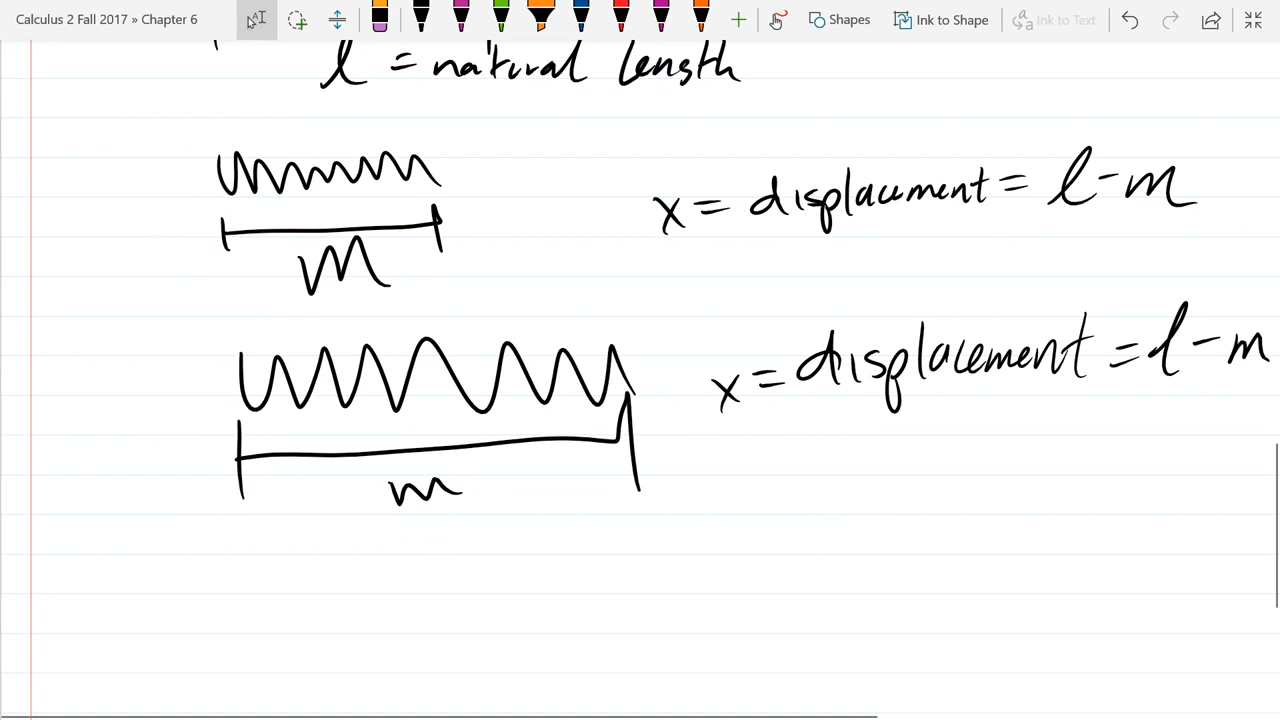 Calculus 2 Fall 2017 » Chapter 6
Shapes
Ink to Shape
Ink to Text
l = natural length
x = displacement = l - m
m
x = displacement = l - m
m